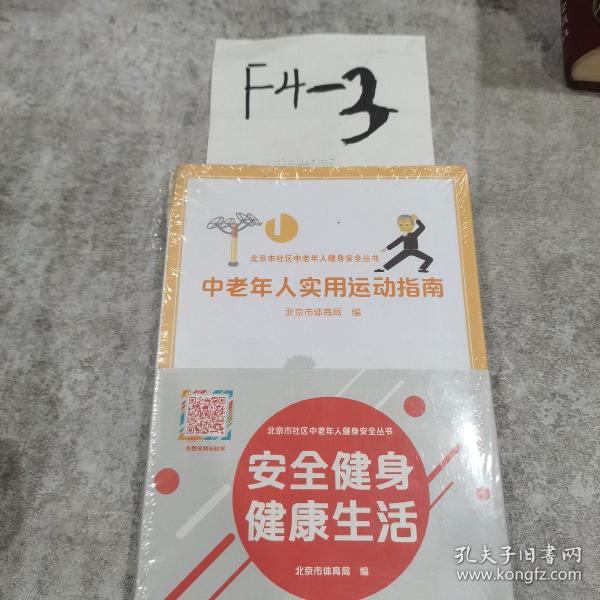 F4-3
北京市社区中老年人健身安全丛书
中老年人实用运动指南
北京市体育局 编
北京市社区中老年人健身安全丛书
安全健身
健康生活
北京市体育局 编
孔夫子旧书网
www.kongfz.com